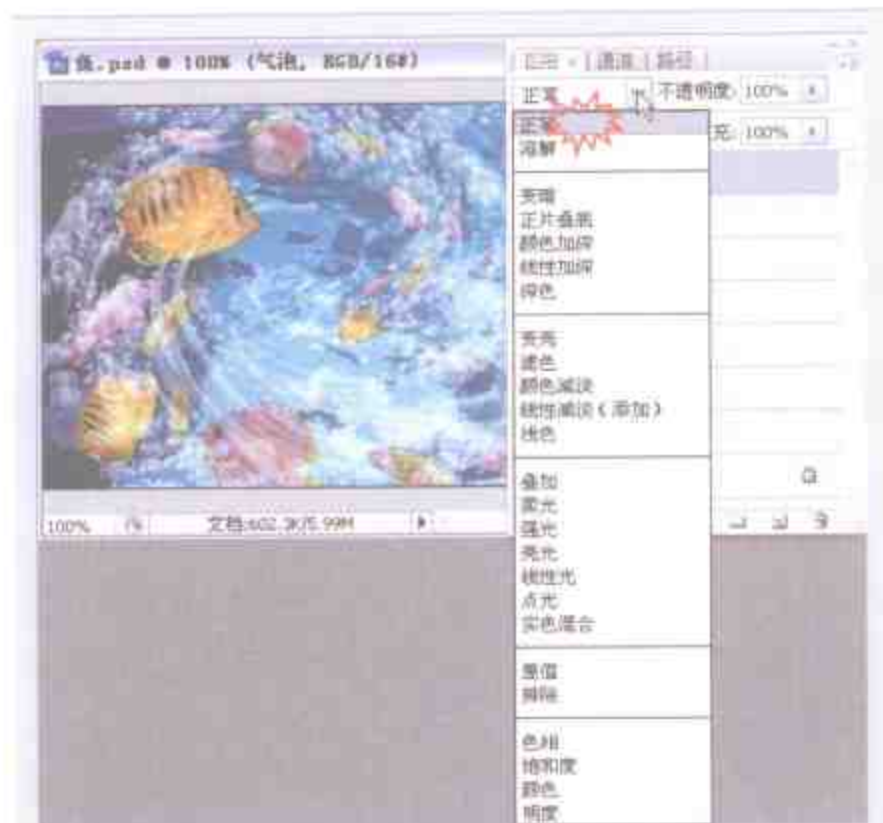 鱼.psd @ 100% (气泡, RGB/16#)
图层 × 通道 路径
正常 不透明度: 100%
充: 100%
正常
溶解
变暗
正片叠底
颜色加深
线性加深
深色
变亮
滤色
颜色减淡
线性减淡（添加）
浅色
叠加
柔光
强光
亮光
线性光
点光
实色混合
差值
排除
色相
饱和度
颜色
明度
100% 文档:602.3K/5.99M